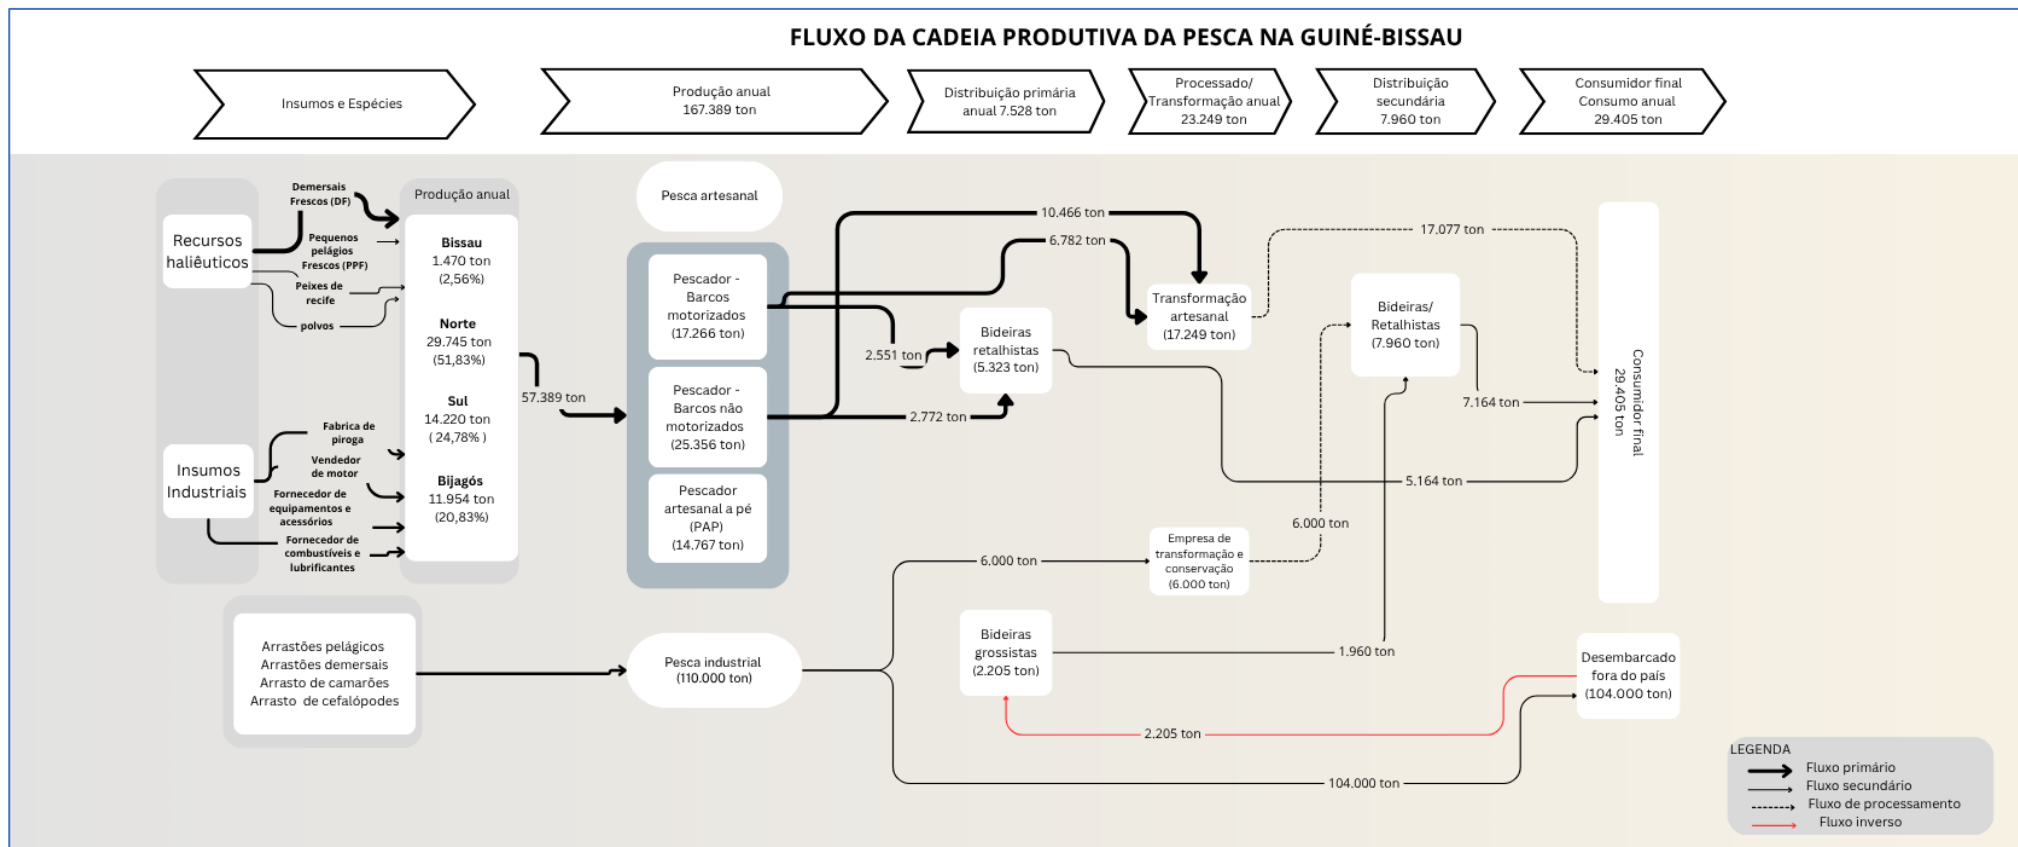 FLUXO DA CADEIA PRODUTIVA DA PESCA NA GUINÉ-BISSAU
Insumos e Espécies
Produção anual
167.389 ton
Distribuição primária
anual 7.528 ton
Processado/
Transformação anual
23.249 ton
Distribuição
secundária
7.960 ton
Consumidor final
Consumo anual
29.405 ton
Recursos
haliêuticos
Demersais
Frescos (DF)
Pequenos
pelágios
Frescos (PPF)
Peixes de
recife
polvos
Insumos
Industriais
Fabrica de
piroga
Vendedor
de motor
Fornecedor de
equipamentos e
acessórios
Fornecedor de
combustíveis e
lubrificantes
Produção anual
Bissau
1.470 ton
(2,56%)
Norte
29.745 ton
(51,83%)
Sul
14.220 ton
( 24,78% )
Bijagós
11.954 ton
(20,83%)
57.389 ton
Pesca artesanal
Pescador -
Barcos
motorizados
(17.266 ton)
Pescador -
Barcos não
motorizados
(25.356 ton)
Pescador
artesanal a pé
(PAP)
(14.767 ton)
10.466 ton
6.782 ton
2.551 ton
2.772 ton
Bideiras
retalhistas
(5.323 ton)
Transformação
artesanal
(17.249 ton)
17.077 ton
Bideiras/
Retalhistas
(7.960 ton)
7.164 ton
5.164 ton
6.000 ton
Consumidor final
29.405 ton
Arrastões pelágicos
Arrastões demersais
Arrasto de camarões
Arrasto de cefalópodes
Pesca industrial
(110.000 ton)
6.000 ton
Empresa de
transformação e
conservação
(6.000 ton)
Bideiras
grossistas
(2.205 ton)
1.960 ton
Desembarcado
fora do país
(104.000 ton)
2.205 ton
104.000 ton
LEGENDA
Fluxo primário
Fluxo secundário
Fluxo de processamento
Fluxo inverso